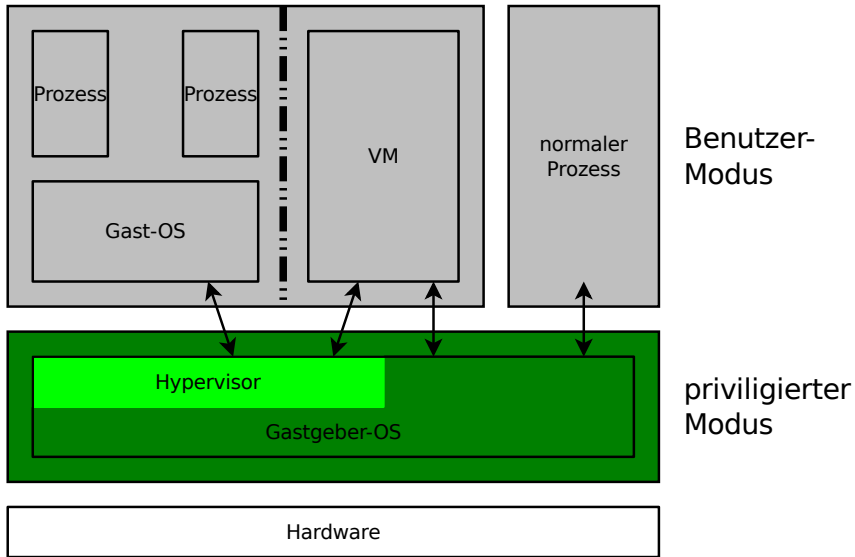 Prozess
Prozess
VM
normaler
Prozess
Benutzer-
Modus
Gast-OS
Hypervisor
Gastgeber-OS
priviligierter
Modus
Hardware